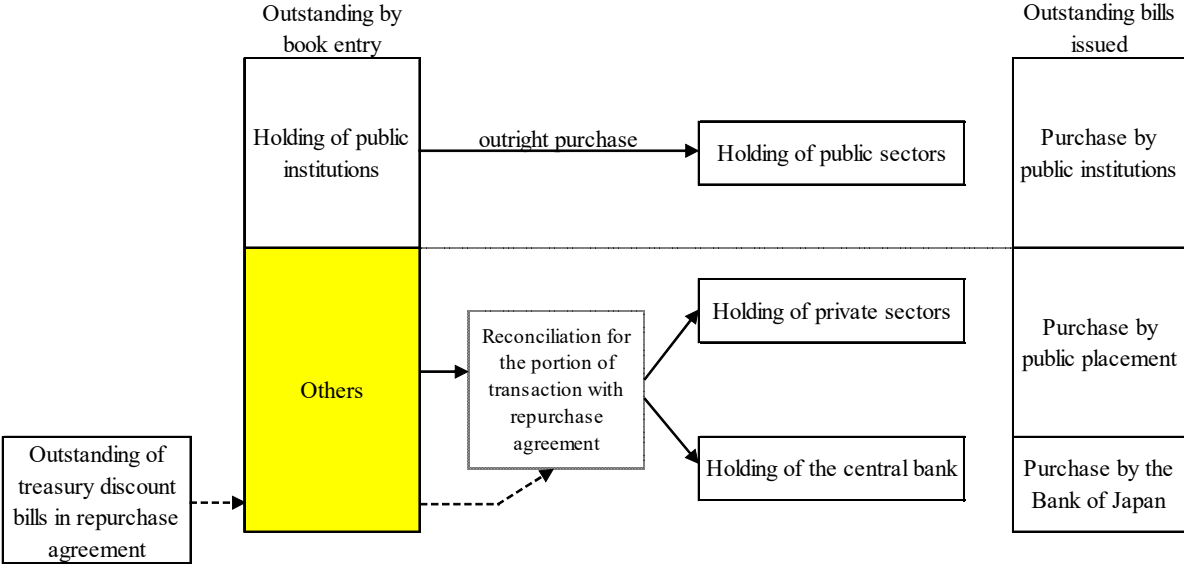 Outstanding by
book entry
Outstanding bills
issued
Holding of public
institutions
outright purchase
Holding of public sectors
Purchase by
public institutions
Others
Reconciliation for
the portion of
transaction with
repurchase
agreement
Holding of private sectors
Purchase by
public placement
Outstanding of
treasury discount
bills in repurchase
agreement
Holding of the central bank
Purchase by the
Bank of Japan